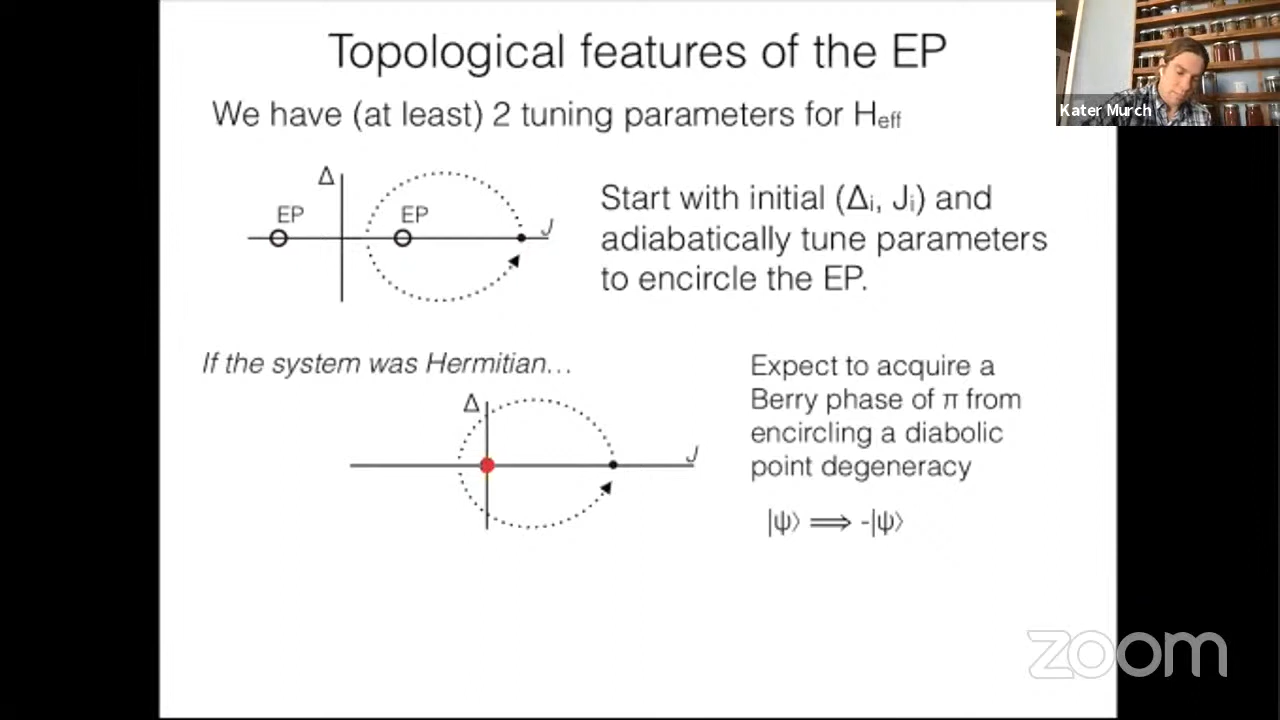 Topological features of the EP
Kater Murch
We have (at least) 2 tuning parameters for Heff
Δ
EP
EP
J
Start with initial (Δi, Ji) and
adiabatically tune parameters
to encircle the EP.
If the system was Hermitian...
Δ
J
Expect to acquire a
Berry phase of π from
encircling a diabolic
point degeneracy
|ψ⟩ ⟹ -|ψ⟩
zoom